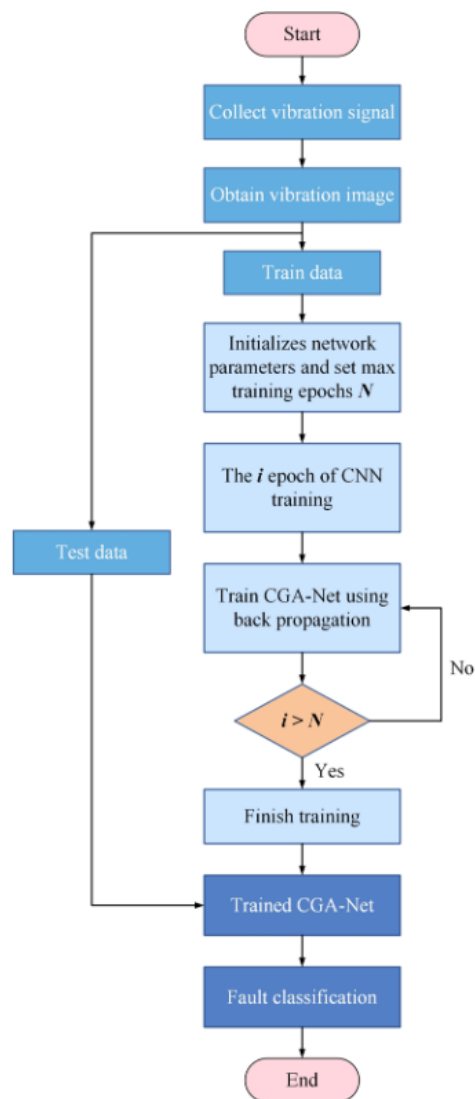 Start
Collect vibration signal
Obtain vibration image
Train data
Initializes network
parameters and set max
training epochs N
The i epoch of CNN
training
Test data
Train CGA-Net using
back propagation
No
i > N
Yes
Finish training
Trained CGA-Net
Fault classification
End